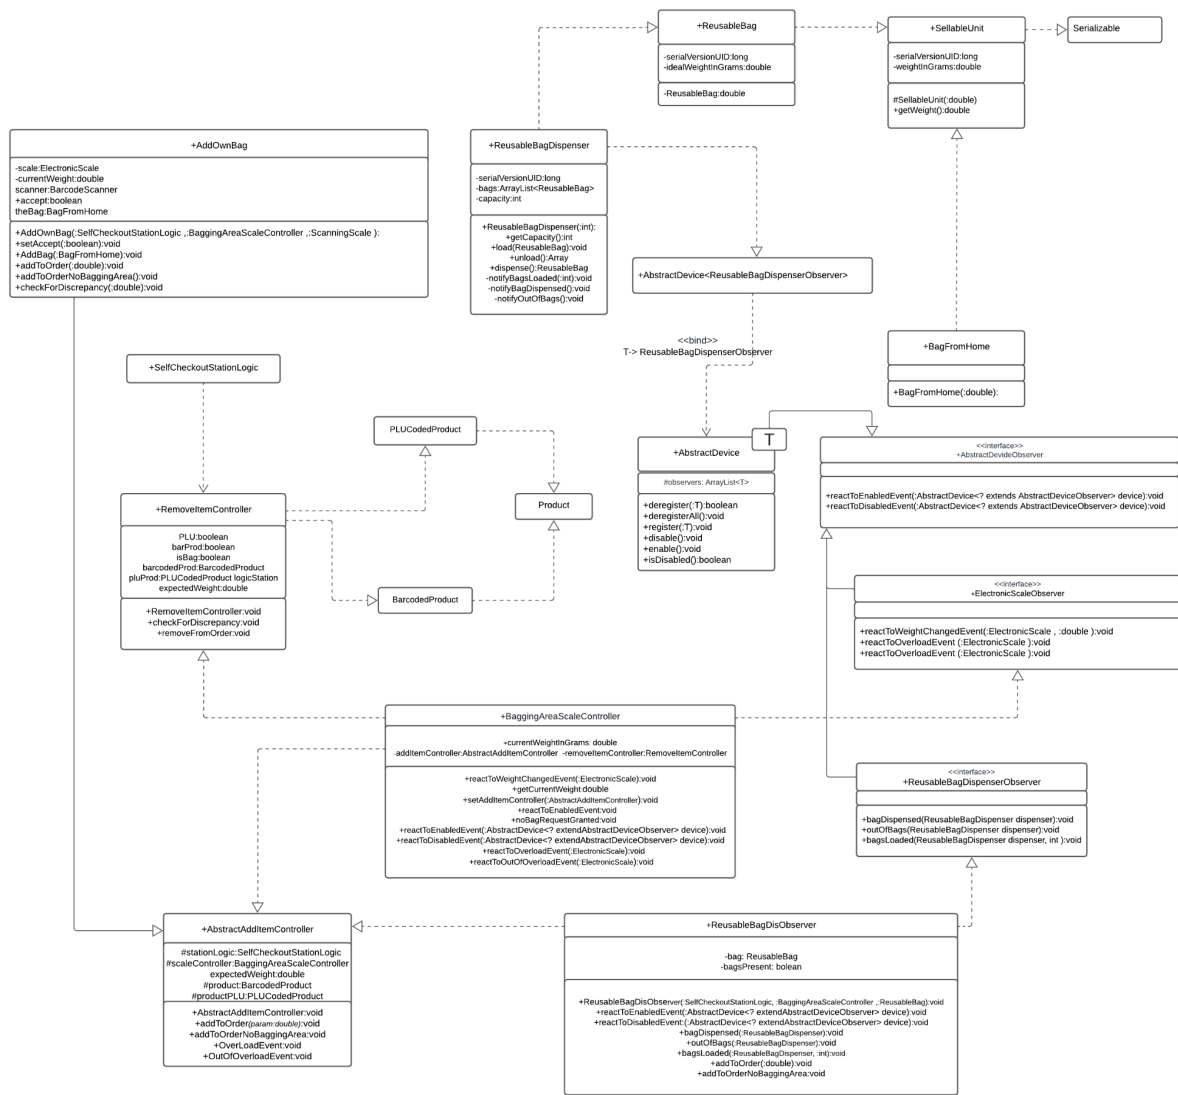 +ReusableBag
-serialVersionUID:long
-idealWeightInGrams:double
-ReusableBag:double
+SellableUnit
-serialVersionUID:long
-weightInGrams:double
#SellableUnit(:double)
+getWeight():double
Serializable
+AddOwnBag
-scale:ElectronicScale
-currentWeight:double
scanner:BarcodeScanner
+accept:boolean
theBag:BagFromHome
+AddOwnBag(:SelfCheckoutStationLogic ,:BaggingAreaScaleController ,:ScanningScale ):
+setAccept(:boolean):void
+AddBag(:BagFromHome):void
+addToOrder(:double):void
+addToOrderNoBaggingArea():void
+checkForDiscrepancy(:double):void
+ReusableBagDispenser
-serialVersionUID:long
-bags:ArrayList<ReusableBag>
-capacity:int
+ReusableBagDispenser(:int):
+getCapacity():int
+load(ReusableBag):void
+unload():Array
+dispense():ReusableBag
-notifyBagsLoaded(:int):void
-notifyBagDispensed():void
-notifyOutOfBags():void
+AbstractDevice<ReusableBagDispenserObserver>
<<bind>>
T-> ReusableBagDispenserObserver
+BagFromHome
+BagFromHome(:double):
+SelfCheckoutStationLogic
PLUCodedProduct
Product
BarcodedProduct
+RemoveItemController
PLU:boolean
barProd:boolean
isBag:boolean
barcodedProd:BarcodedProduct
pluProd:PLUCodedProduct logicStation
expectedWeight:double
+RemoveItemController:void
+checkForDiscrepancy:void
+removeFromOrder:void
T
+AbstractDevice
#observers: ArrayList<T>
+deregister(:T):boolean
+deregisterAll():void
+register(:T):void
+disable():void
+enable():void
+isDisabled():boolean
<<interface>>
+AbstractDevideObserver
+reactToEnabledEvent(:AbstractDevice<? extends AbstractDeviceObserver> device):void
+reactToDisabledEvent(:AbstractDevice<? extends AbstractDeviceObserver> device):void
<<interface>>
+ElectronicScaleObserver
+reactToWeightChangedEvent(:ElectronicScale , :double ):void
+reactToOverloadEvent (:ElectronicScale ):void
+reactToOverloadEvent (:ElectronicScale ):void
+BaggingAreaScaleController
+currentWeightInGrams: double
-addItemController:AbstractAddItemController -removeItemController:RemoveItemController
+reactToWeightChangedEvent(:ElectronicScale):void
+getCurrentWeight:double
+setAddItemController(:AbstractAddItemController):void
+reactToEnabledEvent:void
+noBagRequestGranted:void
+reactToEnabledEvent(:AbstractDevice<? extendAbstractDeviceObserver> device):void
+reactToDisabledEvent(:AbstractDevice<? extendAbstractDeviceObserver> device):void
+reactToOverloadEvent(:ElectronicScale):void
+reactToOutOfOverloadEvent(:ElectronicScale):void
<<interface>>
+ReusableBagDispenserObserver
+bagDispensed(ReusableBagDispenser dispenser):void
+outOfBags(ReusableBagDispenser dispenser):void
+bagsLoaded(ReusableBagDispenser dispenser, int ):void
+AbstractAddItemController
#stationLogic:SelfCheckoutStationLogic
#scaleController:BaggingAreaScaleController
expectedWeight:double
#product:BarcodedProduct
#productPLU:PLUCodedProduct
+AbstractAddItemController:void
+addToOrder(param:double):void
+addToOrderNoBaggingArea:void
+OverLoadEvent:void
+OutOfOverloadEvent:void
+ReusableBagDisObserver
-bag: ReusableBag
-bagsPresent: bolean
+ReusableBagDisObserver(:SelfCheckoutStationLogic, :BaggingAreaScaleController ,:ReusableBag):void
+reactToEnabledEvent(:AbstractDevice<? extendAbstractDeviceObserver> device):void
+reactToDisabledEvent:(:AbstractDevice<? extendAbstractDeviceObserver> device):void
+bagDispensed(:ReusableBagDispenser):void
+outOfBags(:ReusableBagDispenser):void
+bagsLoaded(:ReusableBagDispenser, :int):void
+addToOrder(:double):void
+addToOrderNoBaggingArea:void